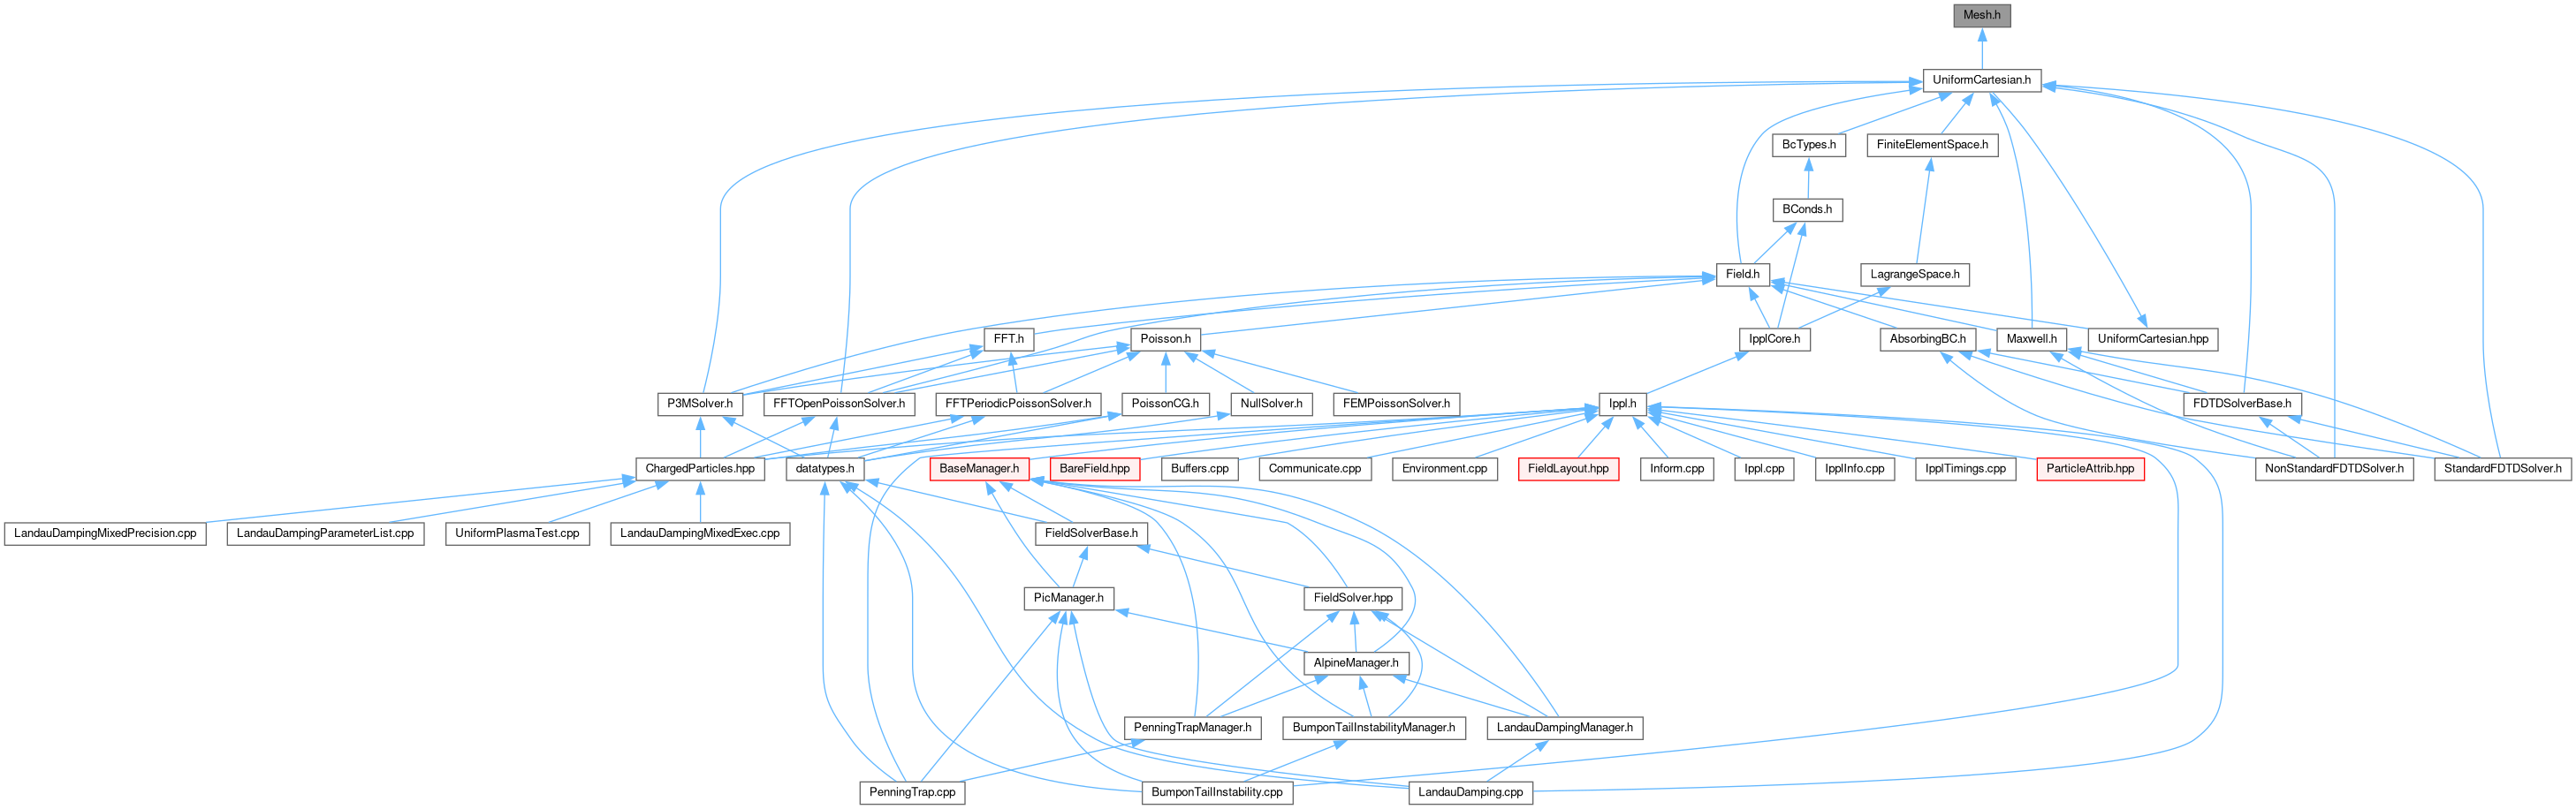 Mesh.h
UniformCartesian.h
BcTypes.h
FiniteElementSpace.h
BConds.h
Field.h
LagrangeSpace.h
FFT.h
Poisson.h
IpplCore.h
AbsorbingBC.h
Maxwell.h
UniformCartesian.hpp
P3MSolver.h
FFTOpenPoissonSolver.h
FFTPeriodicPoissonSolver.h
PoissonCG.h
NullSolver.h
FEMPoissonSolver.h
Ippl.h
FDTDSolverBase.h
ChargedParticles.hpp
datatypes.h
BaseManager.h
BareField.hpp
Buffers.cpp
Communicate.cpp
Environment.cpp
FieldLayout.hpp
Inform.cpp
Ippl.cpp
IpplInfo.cpp
IpplTimings.cpp
ParticleAttrib.hpp
NonStandardFDTDSolver.h
StandardFDTDSolver.h
LandauDampingMixedPrecision.cpp
LandauDampingParameterList.cpp
UniformPlasmaTest.cpp
LandauDampingMixedExec.cpp
FieldSolverBase.h
PicManager.h
FieldSolver.hpp
AlpineManager.h
PenningTrapManager.h
BumponTailInstabilityManager.h
LandauDampingManager.h
PenningTrap.cpp
BumponTailInstability.cpp
LandauDamping.cpp